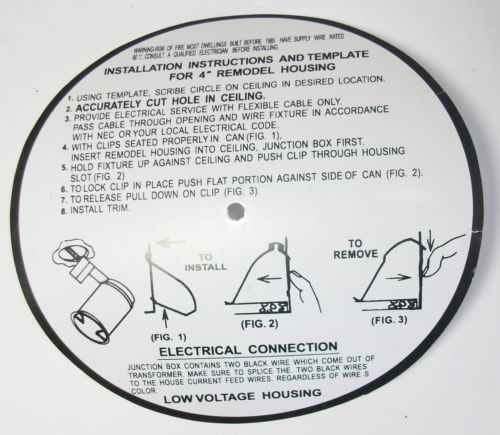 WARNING-RISK OF FIRE MOST DWELLINGS BUILT BEFORE 1985 HAVE SUPPLY WIRE RATED
60°C. CONSULT A QUALIFIED ELECTRICIAN BEFORE INSTALLING.
INSTALLATION INSTRUCTIONS AND TEMPLATE
FOR 4" REMODEL HOUSING
1. USING TEMPLATE, SCRIBE CIRCLE ON CEILING IN DESIRED LOCATION.
2. ACCURATELY CUT HOLE IN CEILING.
3. PROVIDE ELECTRICAL SERVICE WITH FLEXIBLE CABLE ONLY.
PASS CABLE THROUGH OPENING AND WIRE FIXTURE IN ACCORDANCE
WITH NEC OR YOUR LOCAL ELECTRICAL CODE.
4. WITH CLIPS SEATED PROPERLY IN CAN (FIG. 1),
INSERT REMODEL HOUSING INTO CEILING, JUNCTION BOX FIRST.
5. HOLD FIXTURE UP AGAINST CEILING AND PUSH CLIP THROUGH HOUSING
SLOT (FIG. 2)
6. TO LOCK CLIP IN PLACE PUSH FLAT PORTION AGAINST SIDE OF CAN (FIG. 2).
7. TO RELEASE PULL DOWN ON CLIP (FIG. 3).
8. INSTALL TRIM.
TO
INSTALL
TO
REMOVE
(FIG. 1)
(FIG. 2)
(FIG. 3)
ELECTRICAL CONNECTION
JUNCTION BOX CONTAINS TWO BLACK WIRE WHICH COME OUT OF
TRANSFORMER. MAKE SURE TO SPLICE THE TWO BLACK WIRES
TO THE HOUSE CURRENT FEED WIRES. REGARDLESS OF WIRE S
COLOR.
LOW VOLTAGE HOUSING